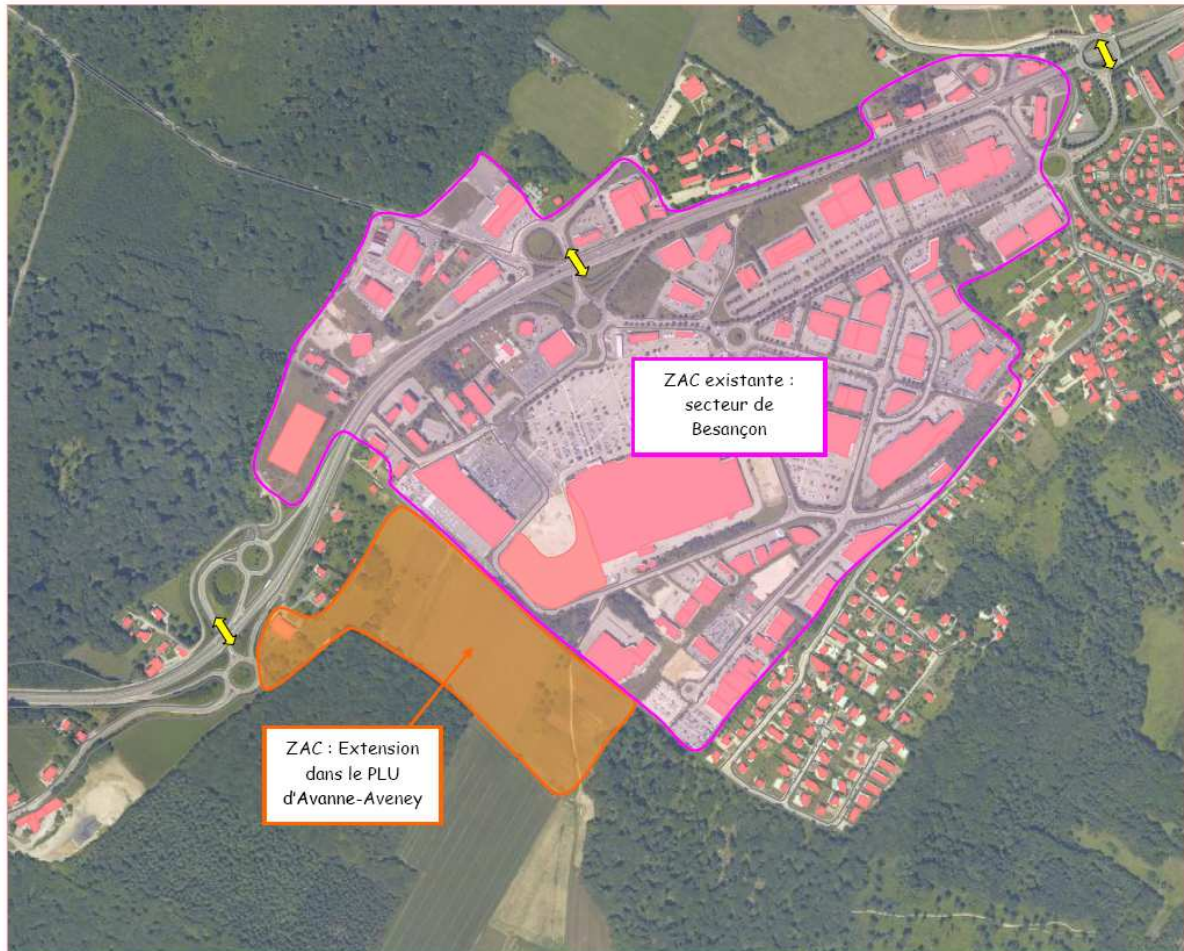 ZAC existante :
secteur de
Besançon
ZAC : Extension
dans le PLU
d'Avanne-Aveney